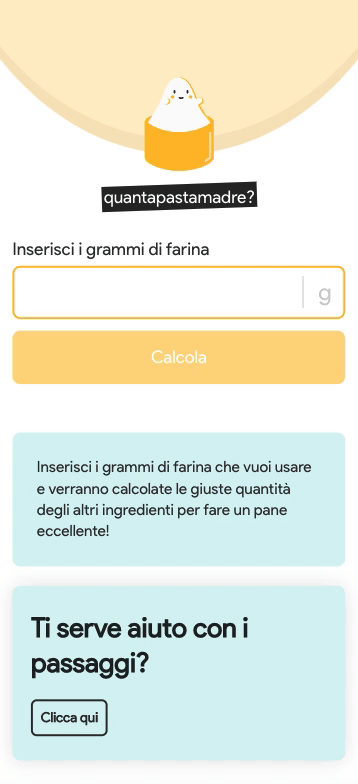 quantapastamadre?
Inserisci i grammi di farina
g
Calcola
Inserisci i grammi di farina che vuoi usare
e verranno calcolate le giuste quantità
degli altri ingredienti per fare un pane
eccellente!
Ti serve aiuto con i
passaggi?
Clicca qui